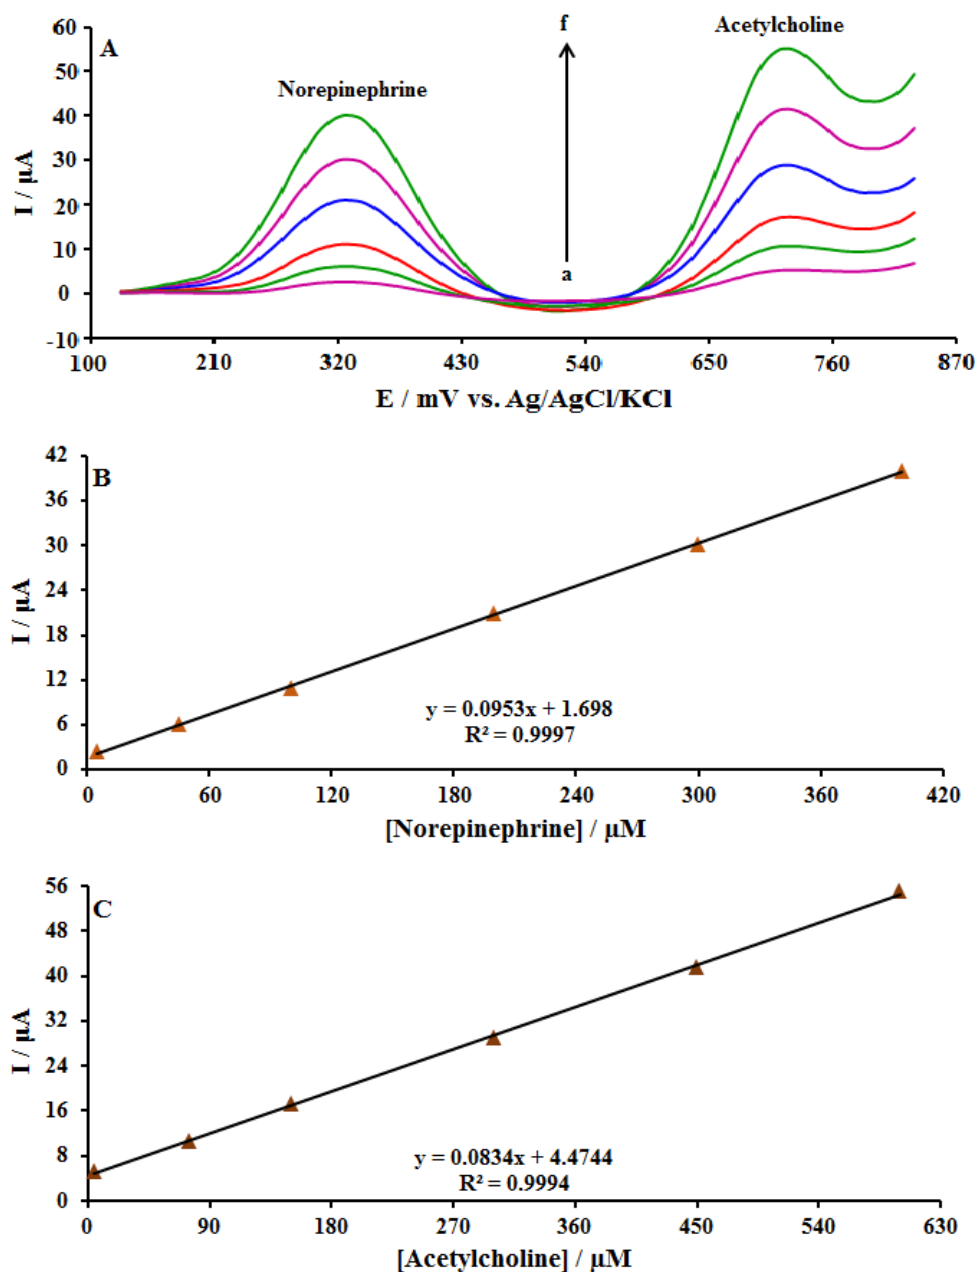 A
f
Acetylcholine
Norepinephrine
a
I / µA
60
50
40
30
20
10
0
-10
100 210 320 430 540 650 760 870
E / mV vs. Ag/AgCl/KCl
B
I / µA
42
36
30
24
18
12
6
0
y = 0.0953x + 1.698
R² = 0.9997
0 60 120 180 240 300 360 420
[Norepinephrine] / µM
C
I / µA
56
48
40
32
24
16
8
0
y = 0.0834x + 4.4744
R² = 0.9994
0 90 180 270 360 450 540 630
[Acetylcholine] / µM